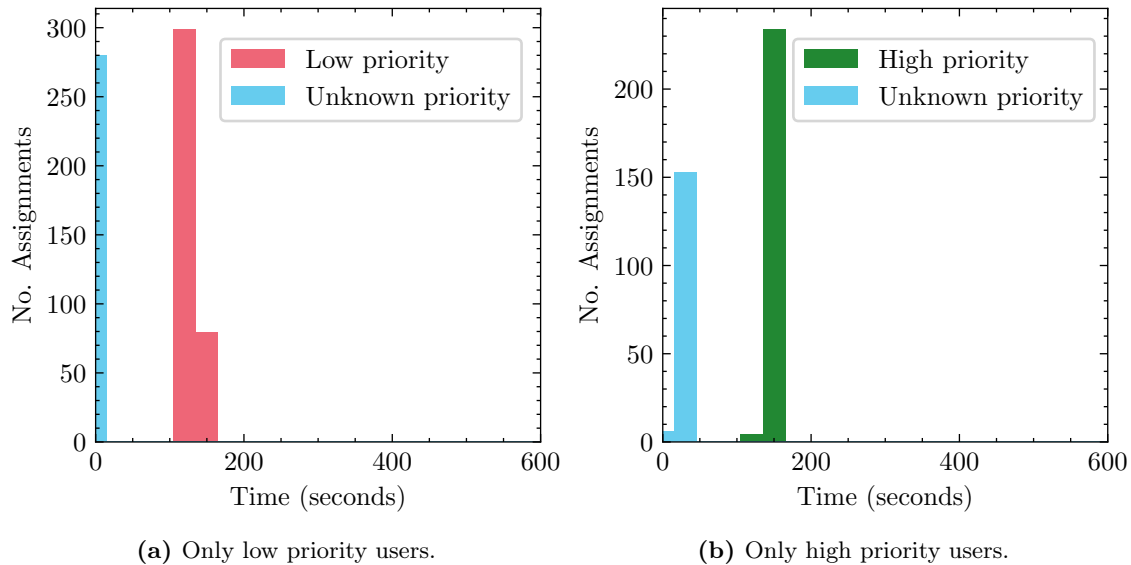 300
250
200
150
100
50
0
No. Assignments
Low priority
Unknown priority
0 200 400 600
Time (seconds)
(a) Only low priority users.
200
150
100
50
0
No. Assignments
High priority
Unknown priority
0 200 400 600
Time (seconds)
(b) Only high priority users.